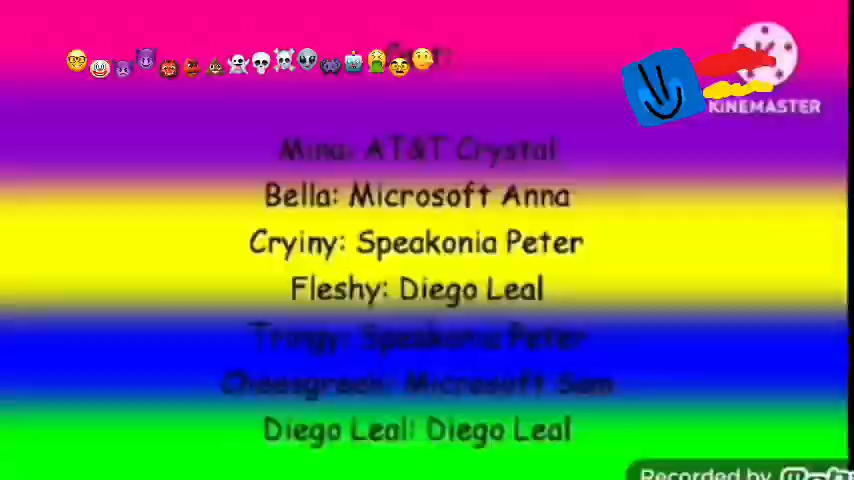 KINEMASTER
Mina: AT&T Crystal
Bella: Microsoft Anna
Cryiny: Speakonia Peter
Fleshy: Diego Leal
Tringy: Speakonia Peter
Cheesgreen: Microsoft Sam
Diego Leal: Diego Leal
Recorded by